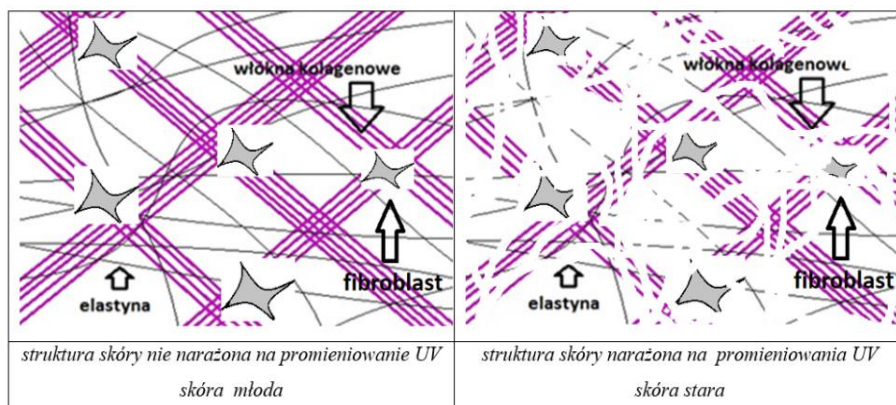 włókna kolagenowe
fibroblast
elastyna
struktura skóry nie narażona na promieniowanie UV
skóra młoda
włókna kolagenowe
fibroblast
elastyna
struktura skóry narażona na promieniowania UV
skóra stara